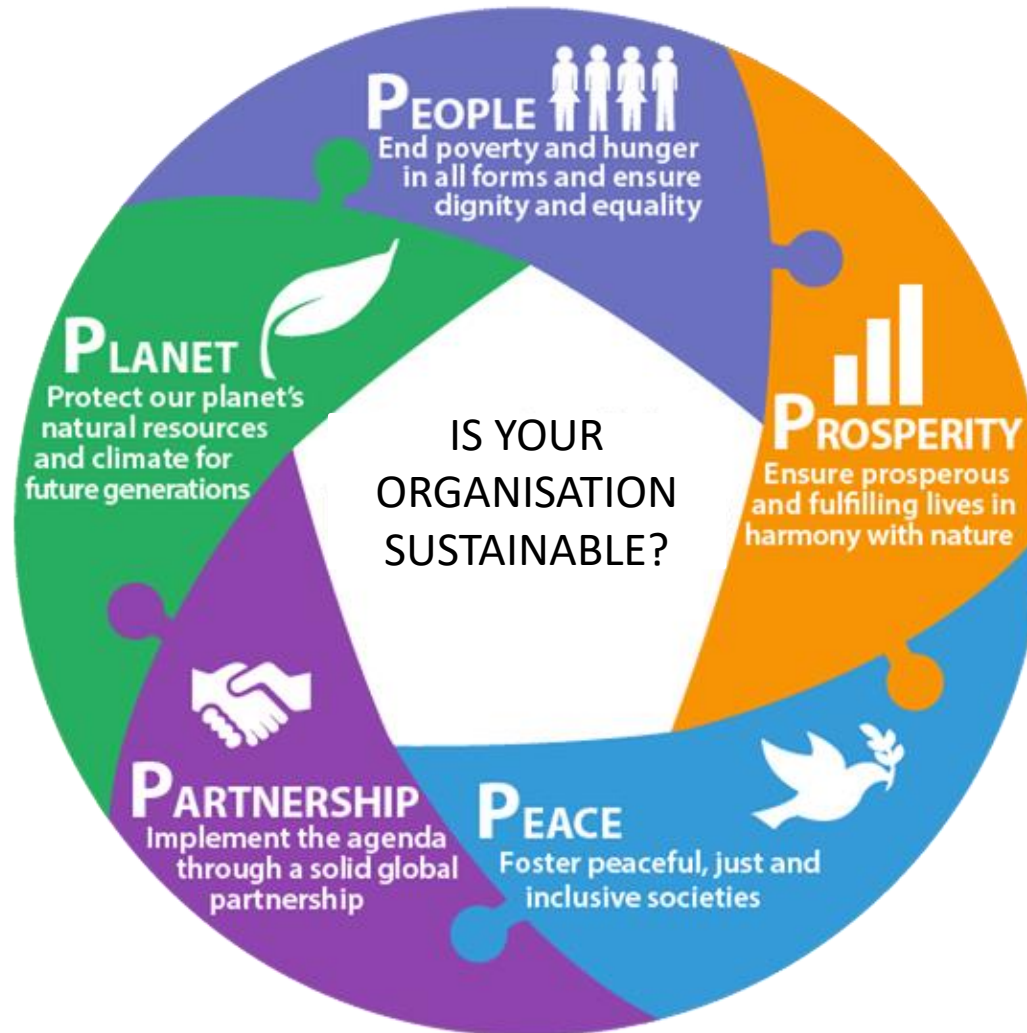 PEOPLE
End poverty and hunger
in all forms and ensure
dignity and equality
PROSPERITY
Ensure prosperous
and fulfilling lives in
harmony with nature
PEACE
Foster peaceful, just and
inclusive societies
PARTNERSHIP
Implement the agenda
through a solid global
partnership
PLANET
Protect our planet's
natural resources
and climate for
future generations
IS YOUR
ORGANISATION
SUSTAINABLE?